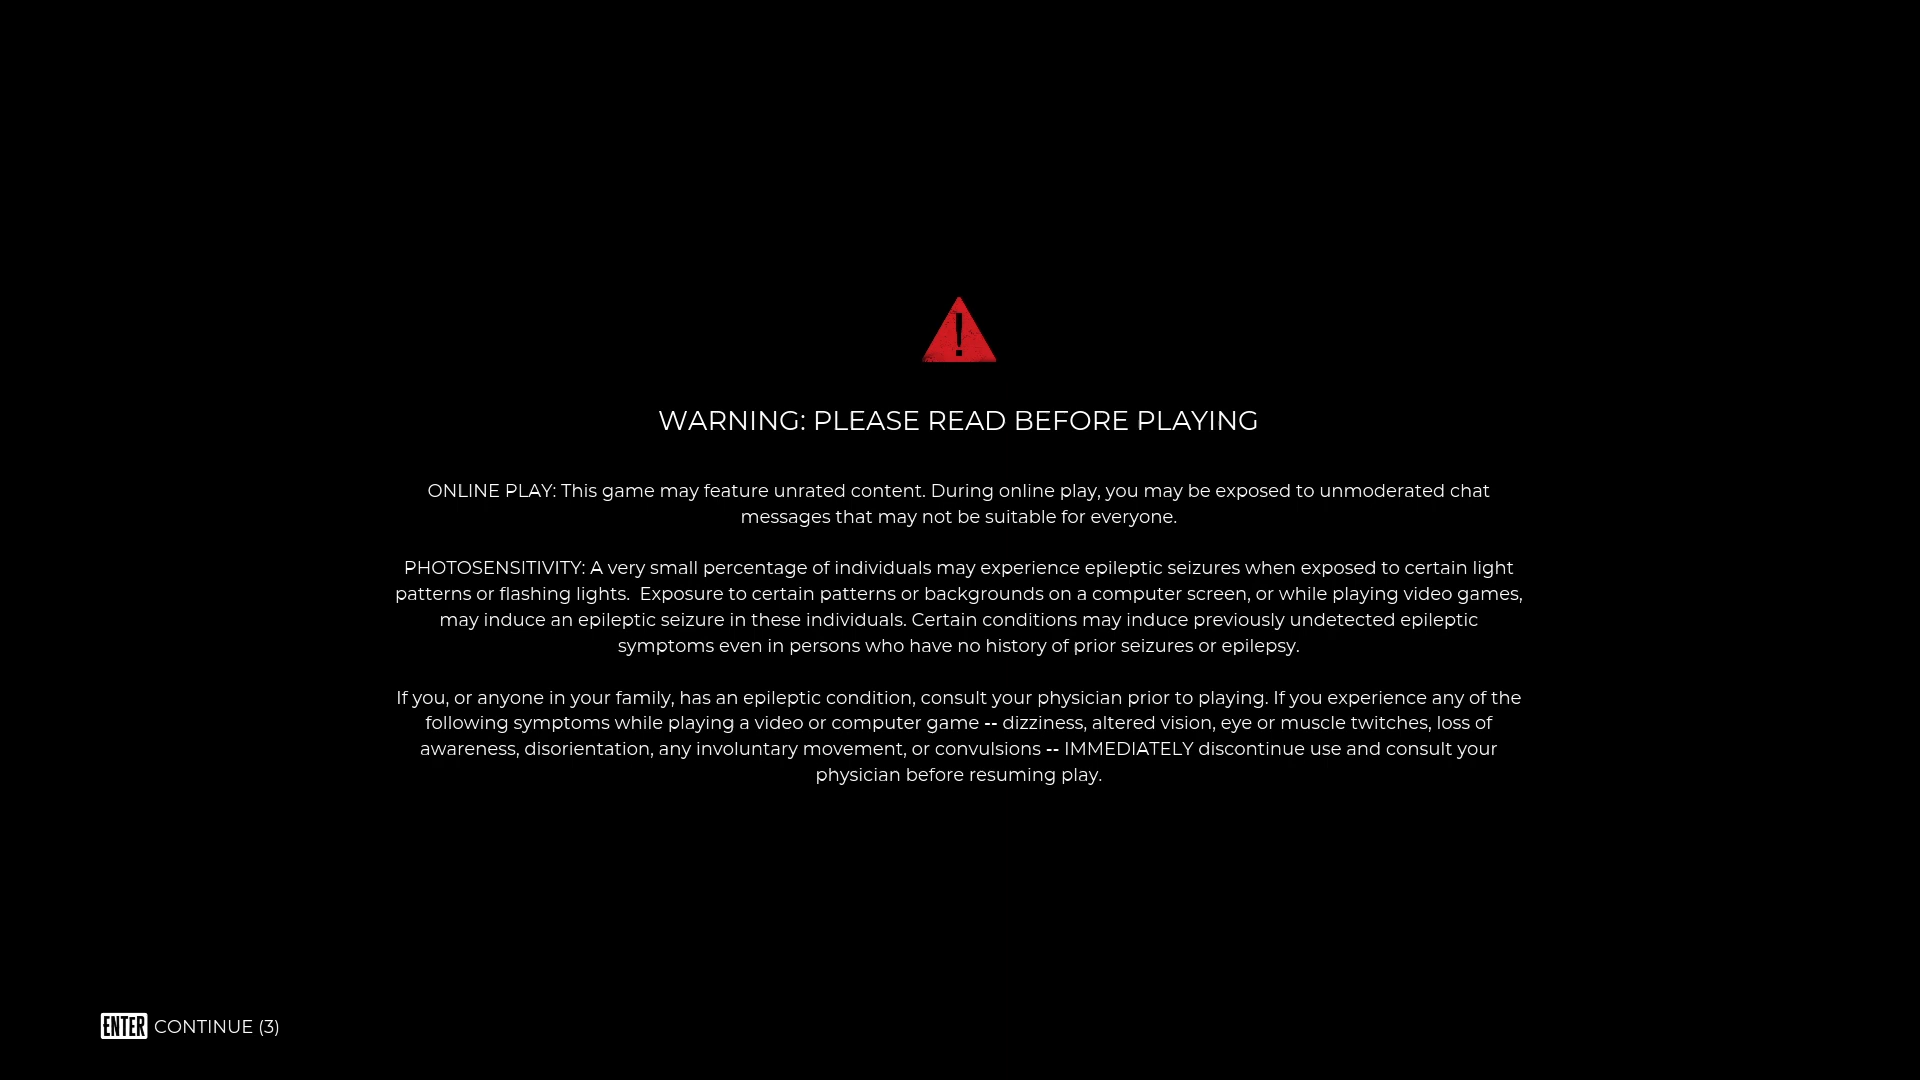 !
WARNING: PLEASE READ BEFORE PLAYING
ONLINE PLAY: This game may feature unrated content. During online play, you may be exposed to unmoderated chat
messages that may not be suitable for everyone.
PHOTOSENSITIVITY: A very small percentage of individuals may experience epileptic seizures when exposed to certain light
patterns or flashing lights.  Exposure to certain patterns or backgrounds on a computer screen, or while playing video games,
may induce an epileptic seizure in these individuals. Certain conditions may induce previously undetected epileptic
symptoms even in persons who have no history of prior seizures or epilepsy.
If you, or anyone in your family, has an epileptic condition, consult your physician prior to playing. If you experience any of the
following symptoms while playing a video or computer game -- dizziness, altered vision, eye or muscle twitches, loss of
awareness, disorientation, any involuntary movement, or convulsions -- IMMEDIATELY discontinue use and consult your
physician before resuming play.
ENTER CONTINUE (3)